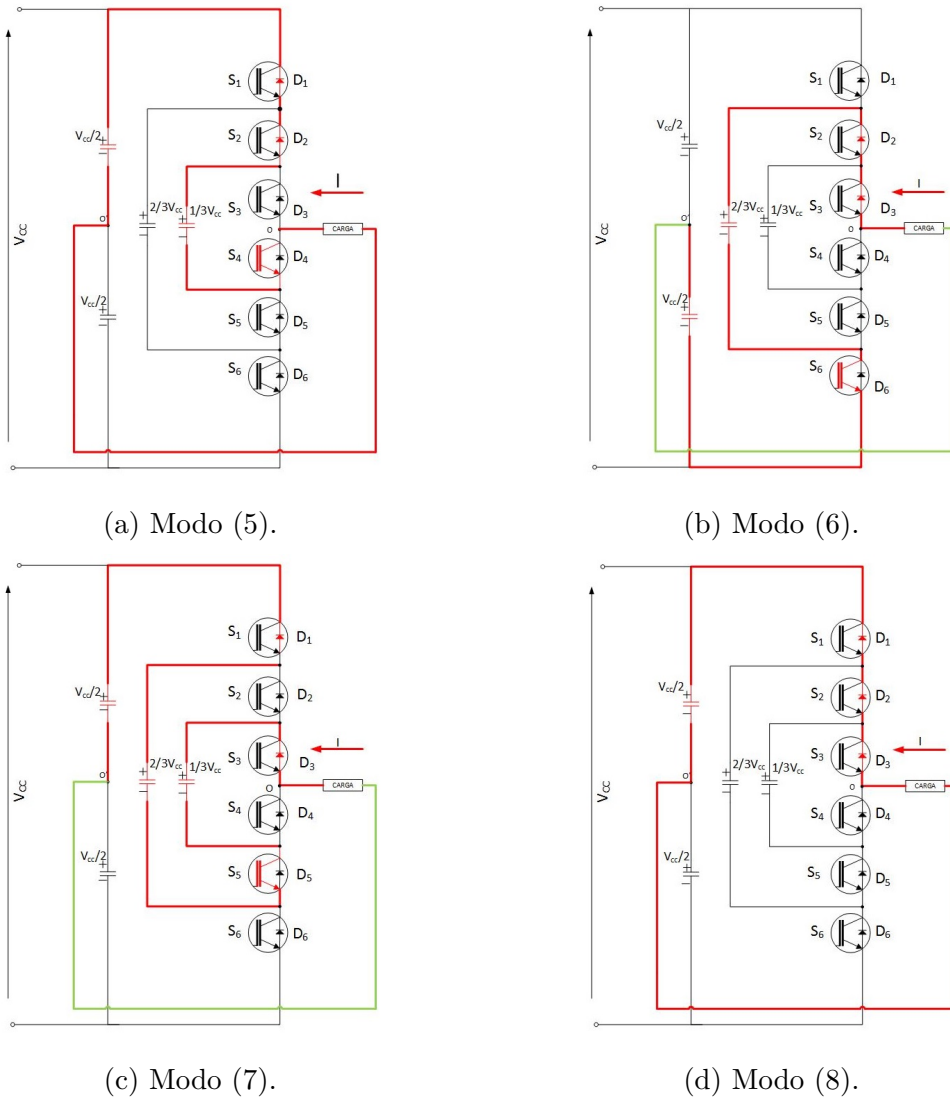 S1 D1
Vcc/2
S2 D2
I
2/3Vcc 1/3Vcc
S3 D3
O' O
CARGA
VCC
S4 D4
Vcc/2
S5 D5
S6 D6
(a) Modo (5).
S1 D1
Vcc/2
S2 D2
I
2/3Vcc 1/3Vcc
S3 D3
O' O
CARGA
VCC
S4 D4
Vcc/2
S5 D5
S6 D6
(b) Modo (6).
S1 D1
Vcc/2
S2 D2
I
2/3Vcc 1/3Vcc
S3 D3
O' O
CARGA
VCC
S4 D4
Vcc/2
S5 D5
S6 D6
(c) Modo (7).
S1 D1
Vcc/2
S2 D2
I
2/3Vcc 1/3Vcc
S3 D3
O' O
CARGA
VCC
S4 D4
Vcc/2
S5 D5
S6 D6
(d) Modo (8).